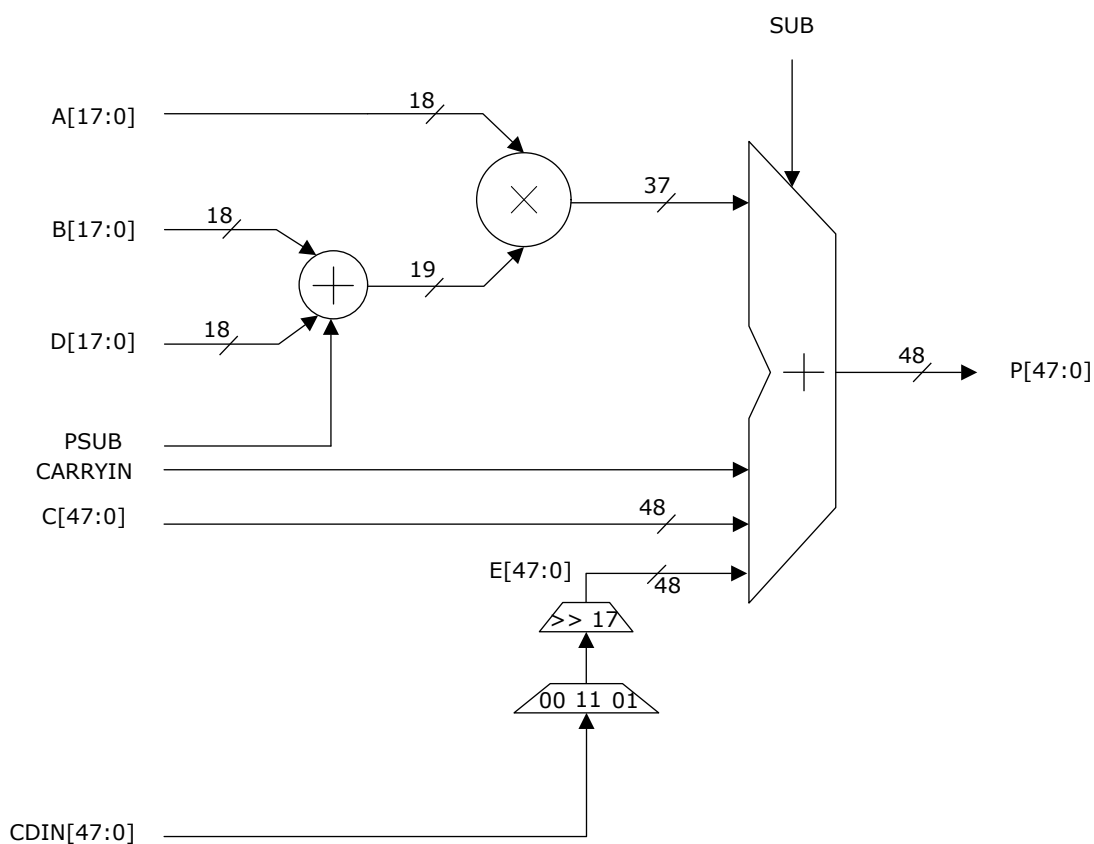 SUB
A[17:0]
18
B[17:0]
18
37
19
D[17:0]
18
48
P[47:0]
PSUB
CARRYIN
C[47:0]
48
E[47:0]
48
>> 17
00 11 01
CDIN[47:0]